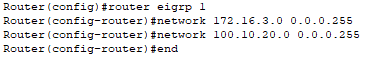 Router(config)#router eigrp 1
Router(config-router)#network 172.16.3.0 0.0.0.255
Router(config-router)#network 100.10.20.0 0.0.0.255
Router(config-router)#end